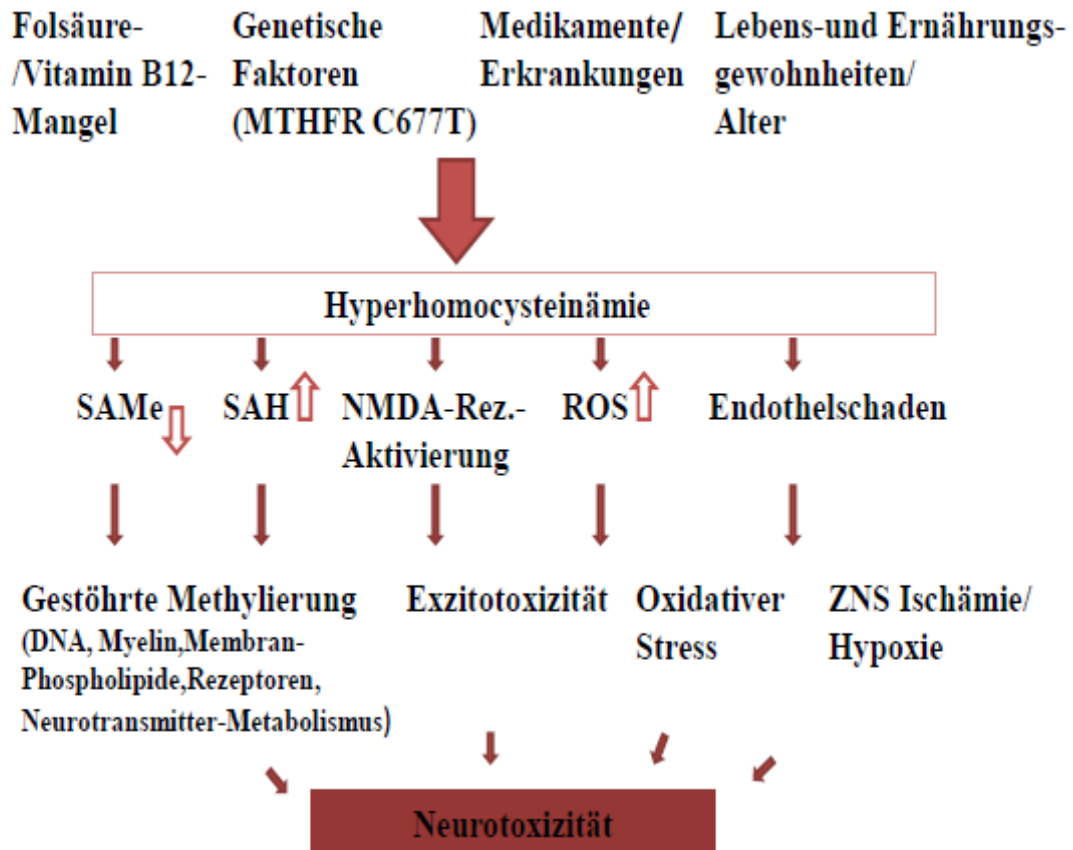 Folsäure-
/Vitamin B12-
Mangel
Genetische
Faktoren
(MTHFR C677T)
Medikamente/
Erkrankungen
Lebens-und Ernährungs-
gewohnheiten/
Alter
Hyperhomocysteinämie
SAMe
SAH
NMDA-Rez.-
Aktivierung
ROS
Endothelschaden
Gestöhrte Methylierung
(DNA, Myelin,Membran-
Phospholipide,Rezeptoren,
Neurotransmitter-Metabolismus)
Exzitotoxizität
Oxidativer
Stress
ZNS Ischämie/
Hypoxie
Neurotoxizität